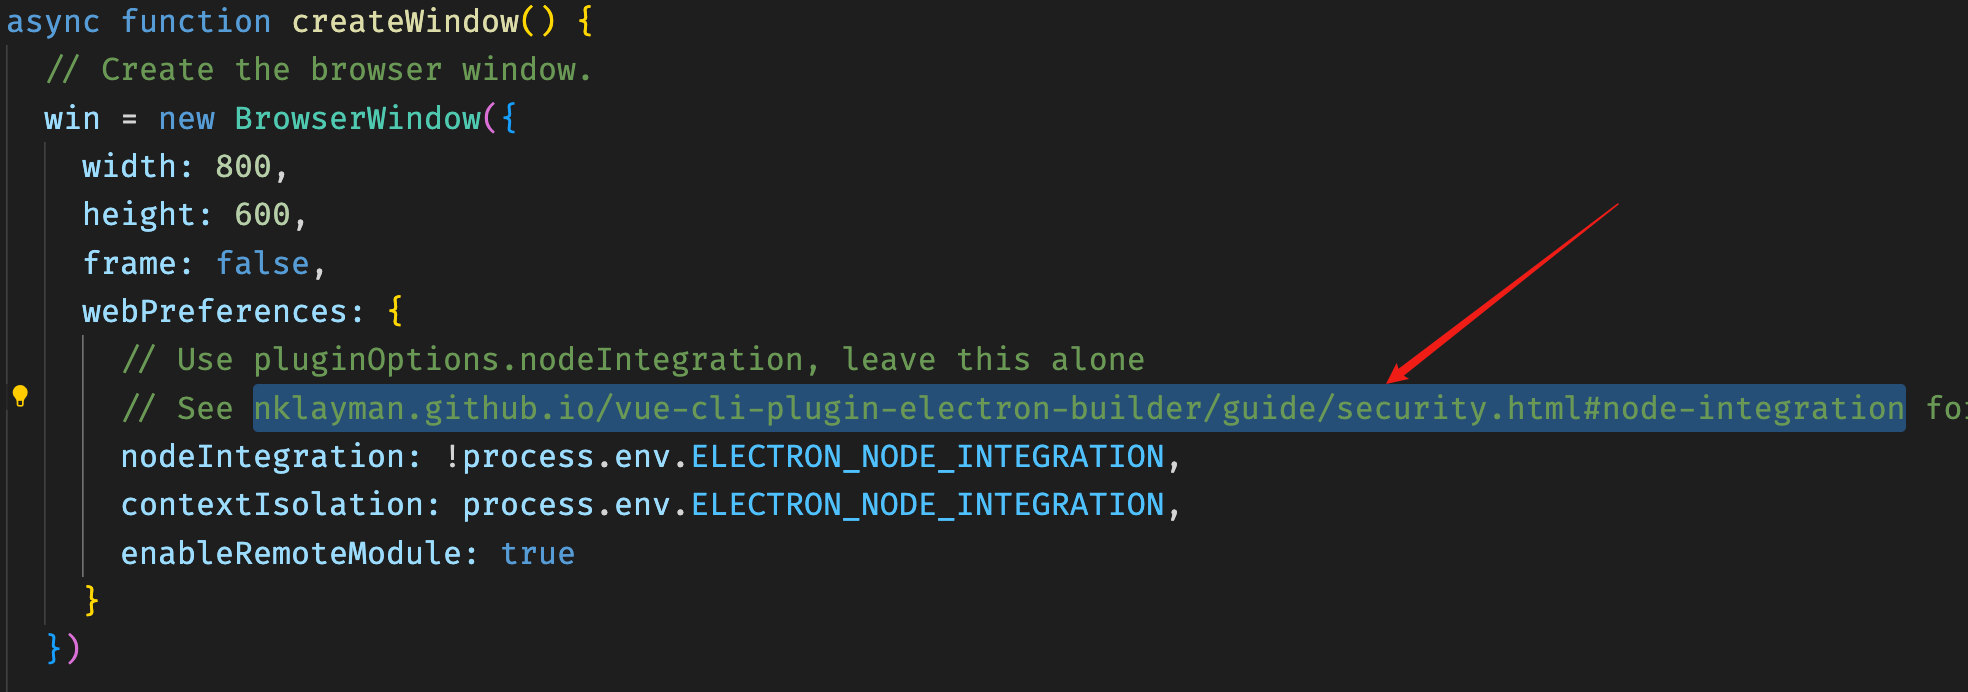 async function createWindow() {
  // Create the browser window.
  win = new BrowserWindow({
    width: 800,
    height: 600,
    frame: false,
    webPreferences: {
      // Use pluginOptions.nodeIntegration, leave this alone
      // See nklayman.github.io/vue-cli-plugin-electron-builder/guide/security.html#node-integration
      nodeIntegration: !process.env.ELECTRON_NODE_INTEGRATION,
      contextIsolation: process.env.ELECTRON_NODE_INTEGRATION,
      enableRemoteModule: true
    }
  })